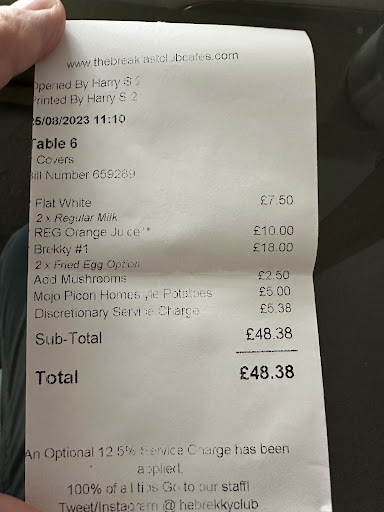 www.thebreakfastclubcafes.com
Opened By Harry S 2
Printed By Harry S 2
25/08/2023 11:10
Table 6
Covers
Bill Number 659289
Flat White £7.50
2 x Regular Milk
REG Orange Juice** £10.00
Brekky #1 £18.00
2 x Fried Egg Option
Add Mushrooms £2.50
Mojo Picon Homestyle Potatoes £5.00
Discretionary Service Charge £5.38
Sub-Total £48.38
Total £48.38
An Optional 12.5% Service Charge has been
applied.
100% of all tips Go to our staff!
Tweet/Instagram @thebrekkyclub